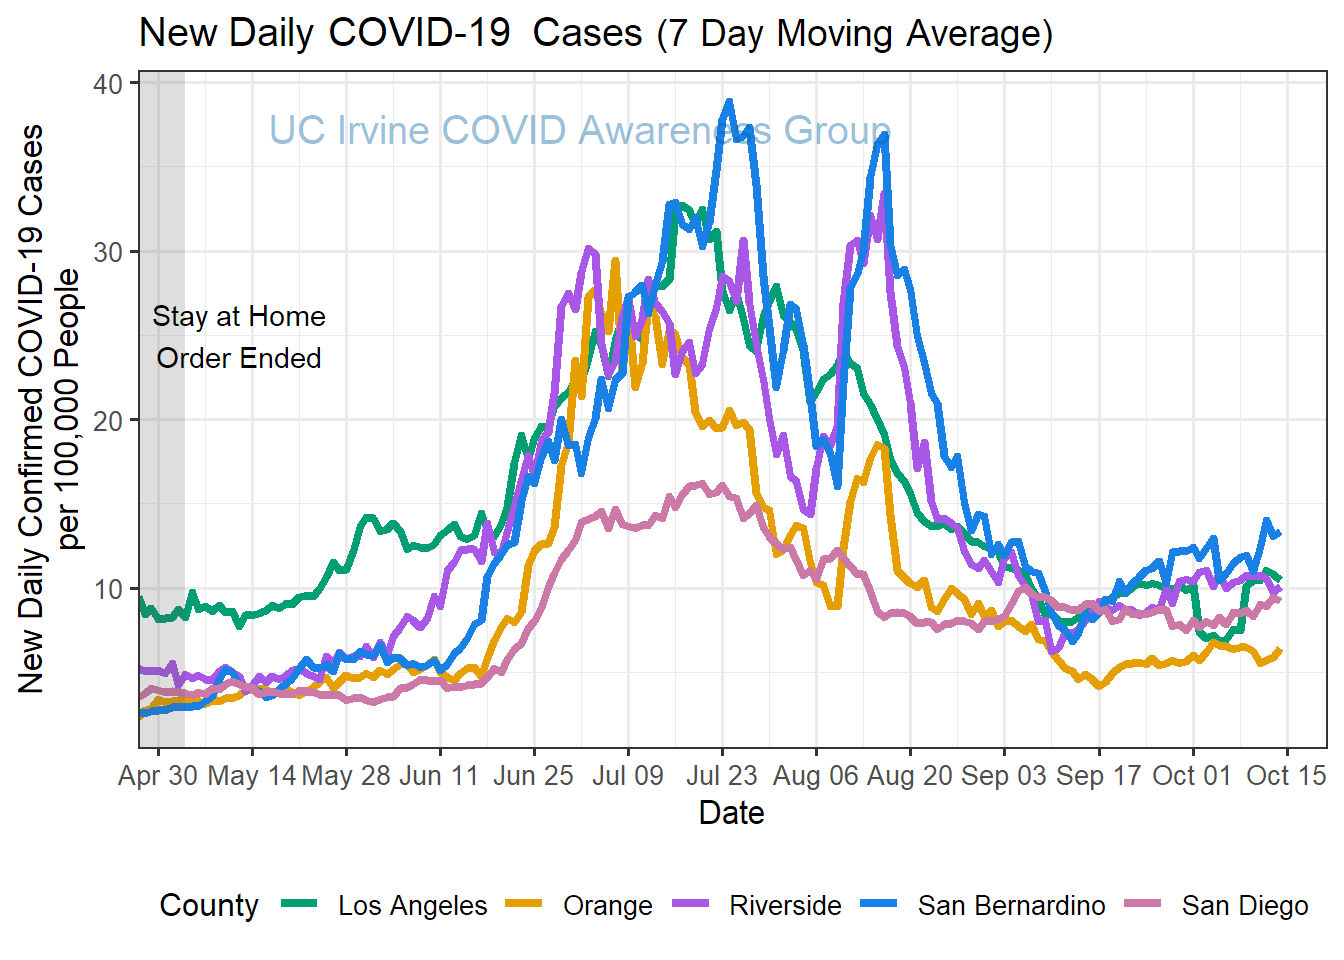 New Daily COVID-19 Cases (7 Day Moving Average)
40
UC Irvine COVID Awareness Group
30
Stay at Home
Order Ended
20
10
New Daily Confirmed COVID-19 Cases
per 100,000 People
Apr 30 May 14 May 28 Jun 11 Jun 25 Jul 09 Jul 23 Aug 06 Aug 20 Sep 03 Sep 17 Oct 01 Oct 15
Date
County Los Angeles Orange Riverside San Bernardino San Diego